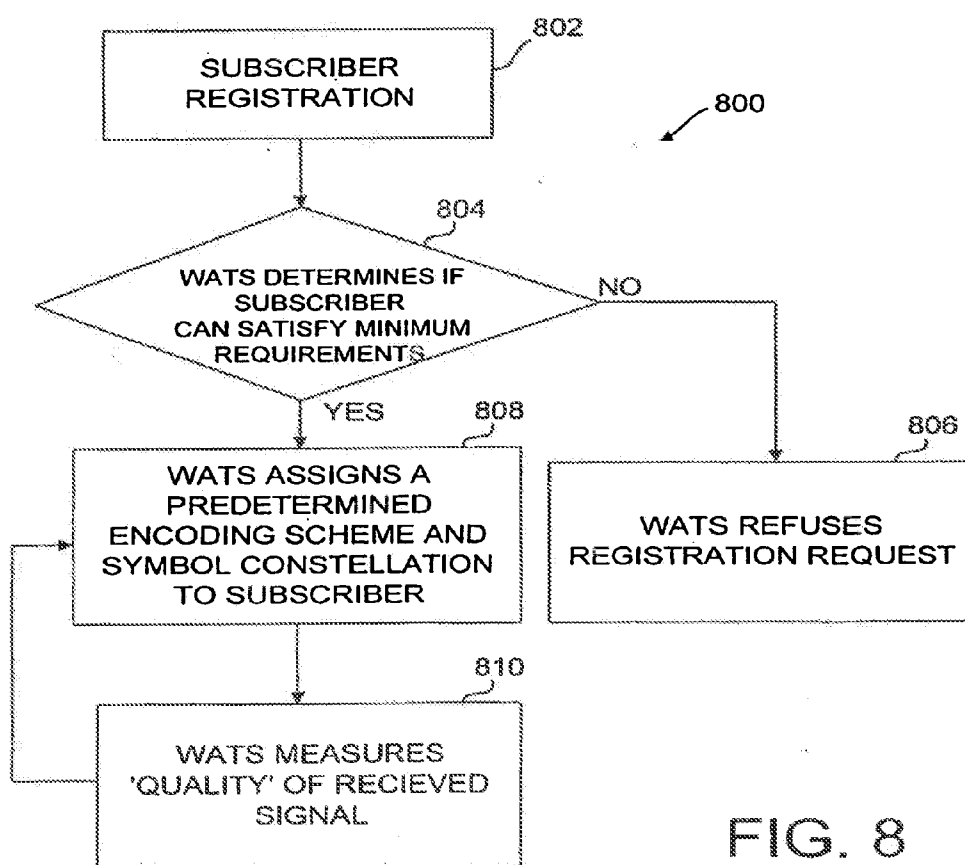 802
SUBSCRIBER
REGISTRATION
800
804
WATS DETERMINES IF
SUBSCRIBER
CAN SATISFY MINIMUM
REQUIREMENTS
NO
YES
808
WATS ASSIGNS A
PREDETERMINED
ENCODING SCHEME AND
SYMBOL CONSTELLATION
TO SUBSCRIBER
806
WATS REFUSES
REGISTRATION REQUEST
810
WATS MEASURES
'QUALITY' OF RECIEVED
SIGNAL
FIG. 8